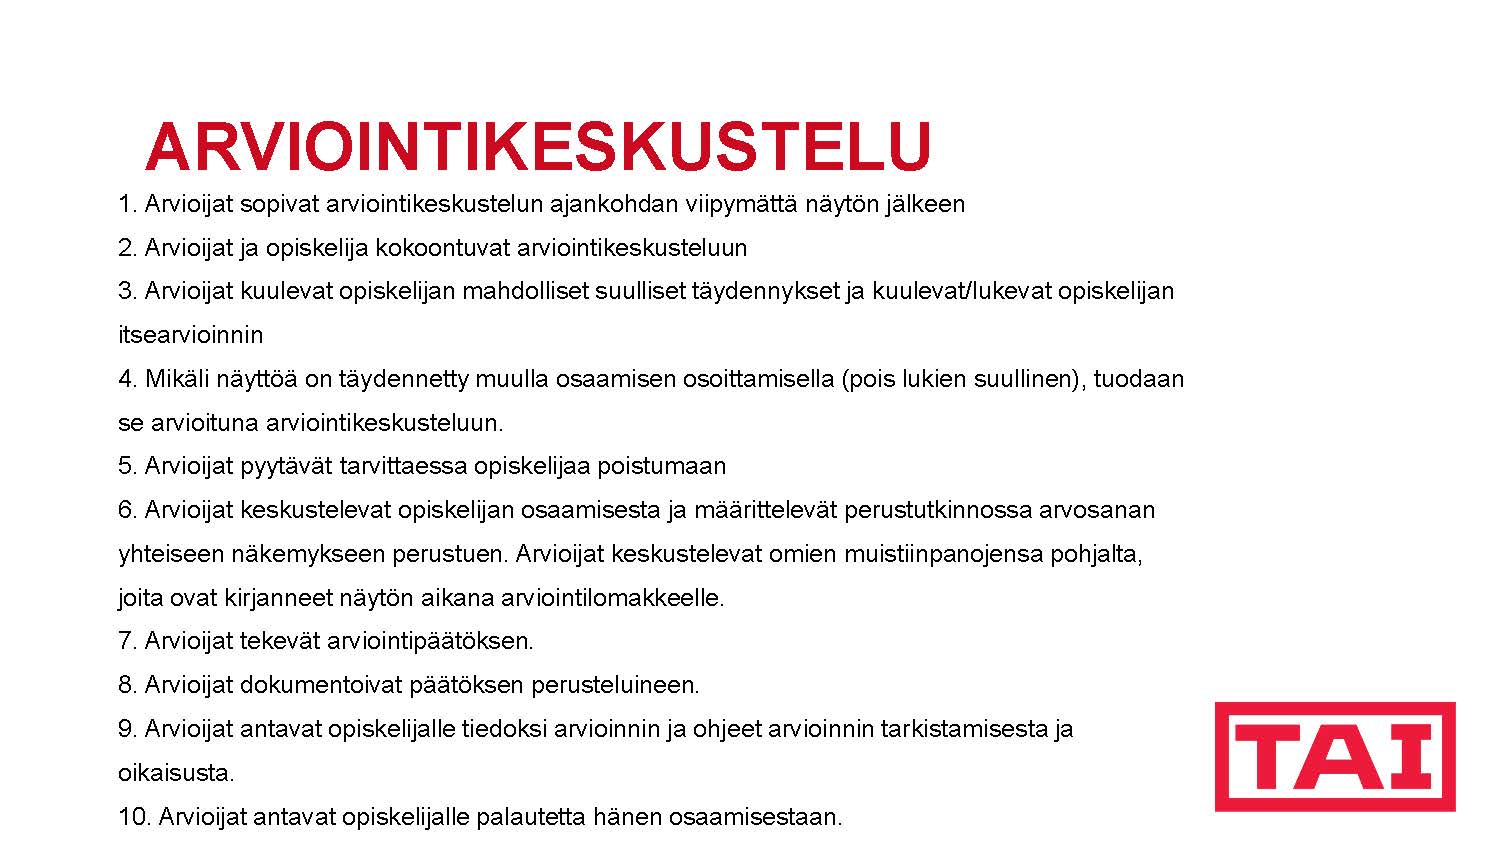 ARVIOINTIKESKUSTELU
1. Arvioijat sopivat arviointikeskustelun ajankohdan viipymättä näytön jälkeen
2. Arvioijat ja opiskelija kokoontuvat arviointikeskusteluun
3. Arvioijat kuulevat opiskelijan mahdolliset suulliset täydennykset ja kuulevat/lukevat opiskelijan
itsearvioinnin
4. Mikäli näyttöä on täydennetty muulla osaamisen osoittamisella (pois lukien suullinen), tuodaan
se arvioituna arviointikeskusteluun.
5. Arvioijat pyytävät tarvittaessa opiskelijaa poistumaan
6. Arvioijat keskustelevat opiskelijan osaamisesta ja määrittelevät perustutkinnossa arvosanan
yhteiseen näkemykseen perustuen. Arvioijat keskustelevat omien muistiinpanojensa pohjalta,
joita ovat kirjanneet näytön aikana arviointilomakkeelle.
7. Arvioijat tekevät arviointipäätöksen.
8. Arvioijat dokumentoivat päätöksen perusteluineen.
9. Arvioijat antavat opiskelijalle tiedoksi arvioinnin ja ohjeet arvioinnin tarkistamisesta ja
oikaisusta.
10. Arvioijat antavat opiskelijalle palautetta hänen osaamisestaan.
TAI